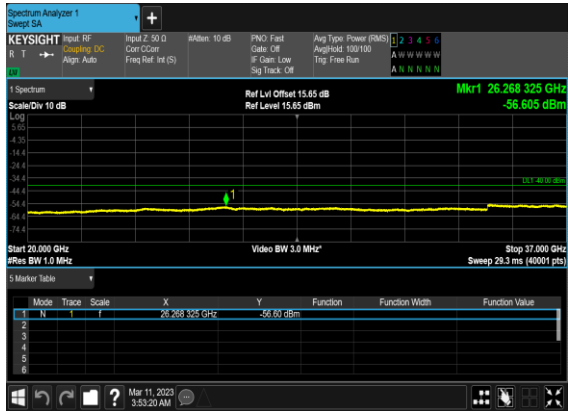 Spectrum Analyzer 1
Swept SA
KEYSIGHT Input: RF Input Z: 50 Ω #Atten: 10 dB PNO: Fast Avg Type: Power (RMS) 1 2 3 4 5 6
R T Coupling: DC Corr CCorr Gate: Off Avg|Hold: 100/100 A W W W W W
Align: Auto Freq Ref: Int (S) IF Gain: Low Trig: Free Run
Sig Track: Off A N N N N N
1 Spectrum
Scale/Div 10 dB
Ref Lvl Offset 15.65 dB
Ref Level 15.65 dBm
Mkr1 26.268 325 GHz
-56.605 dBm
Log
5.65
-4.35
-14.4
-24.4
-34.4
DL1 -40.00 dBm
-44.4
1
-54.4
-64.4
-74.4
Start 20.000 GHz Video BW 3.0 MHz* Stop 37.000 GHz
#Res BW 1.0 MHz Sweep 29.3 ms (40001 pts)
5 Marker Table
Mode Trace Scale X Y Function Function Width Function Value
1 N 1 f 26.268 325 GHz -56.60 dBm
2
3
4
5
6
Mar 11, 2023
3:53:20 AM